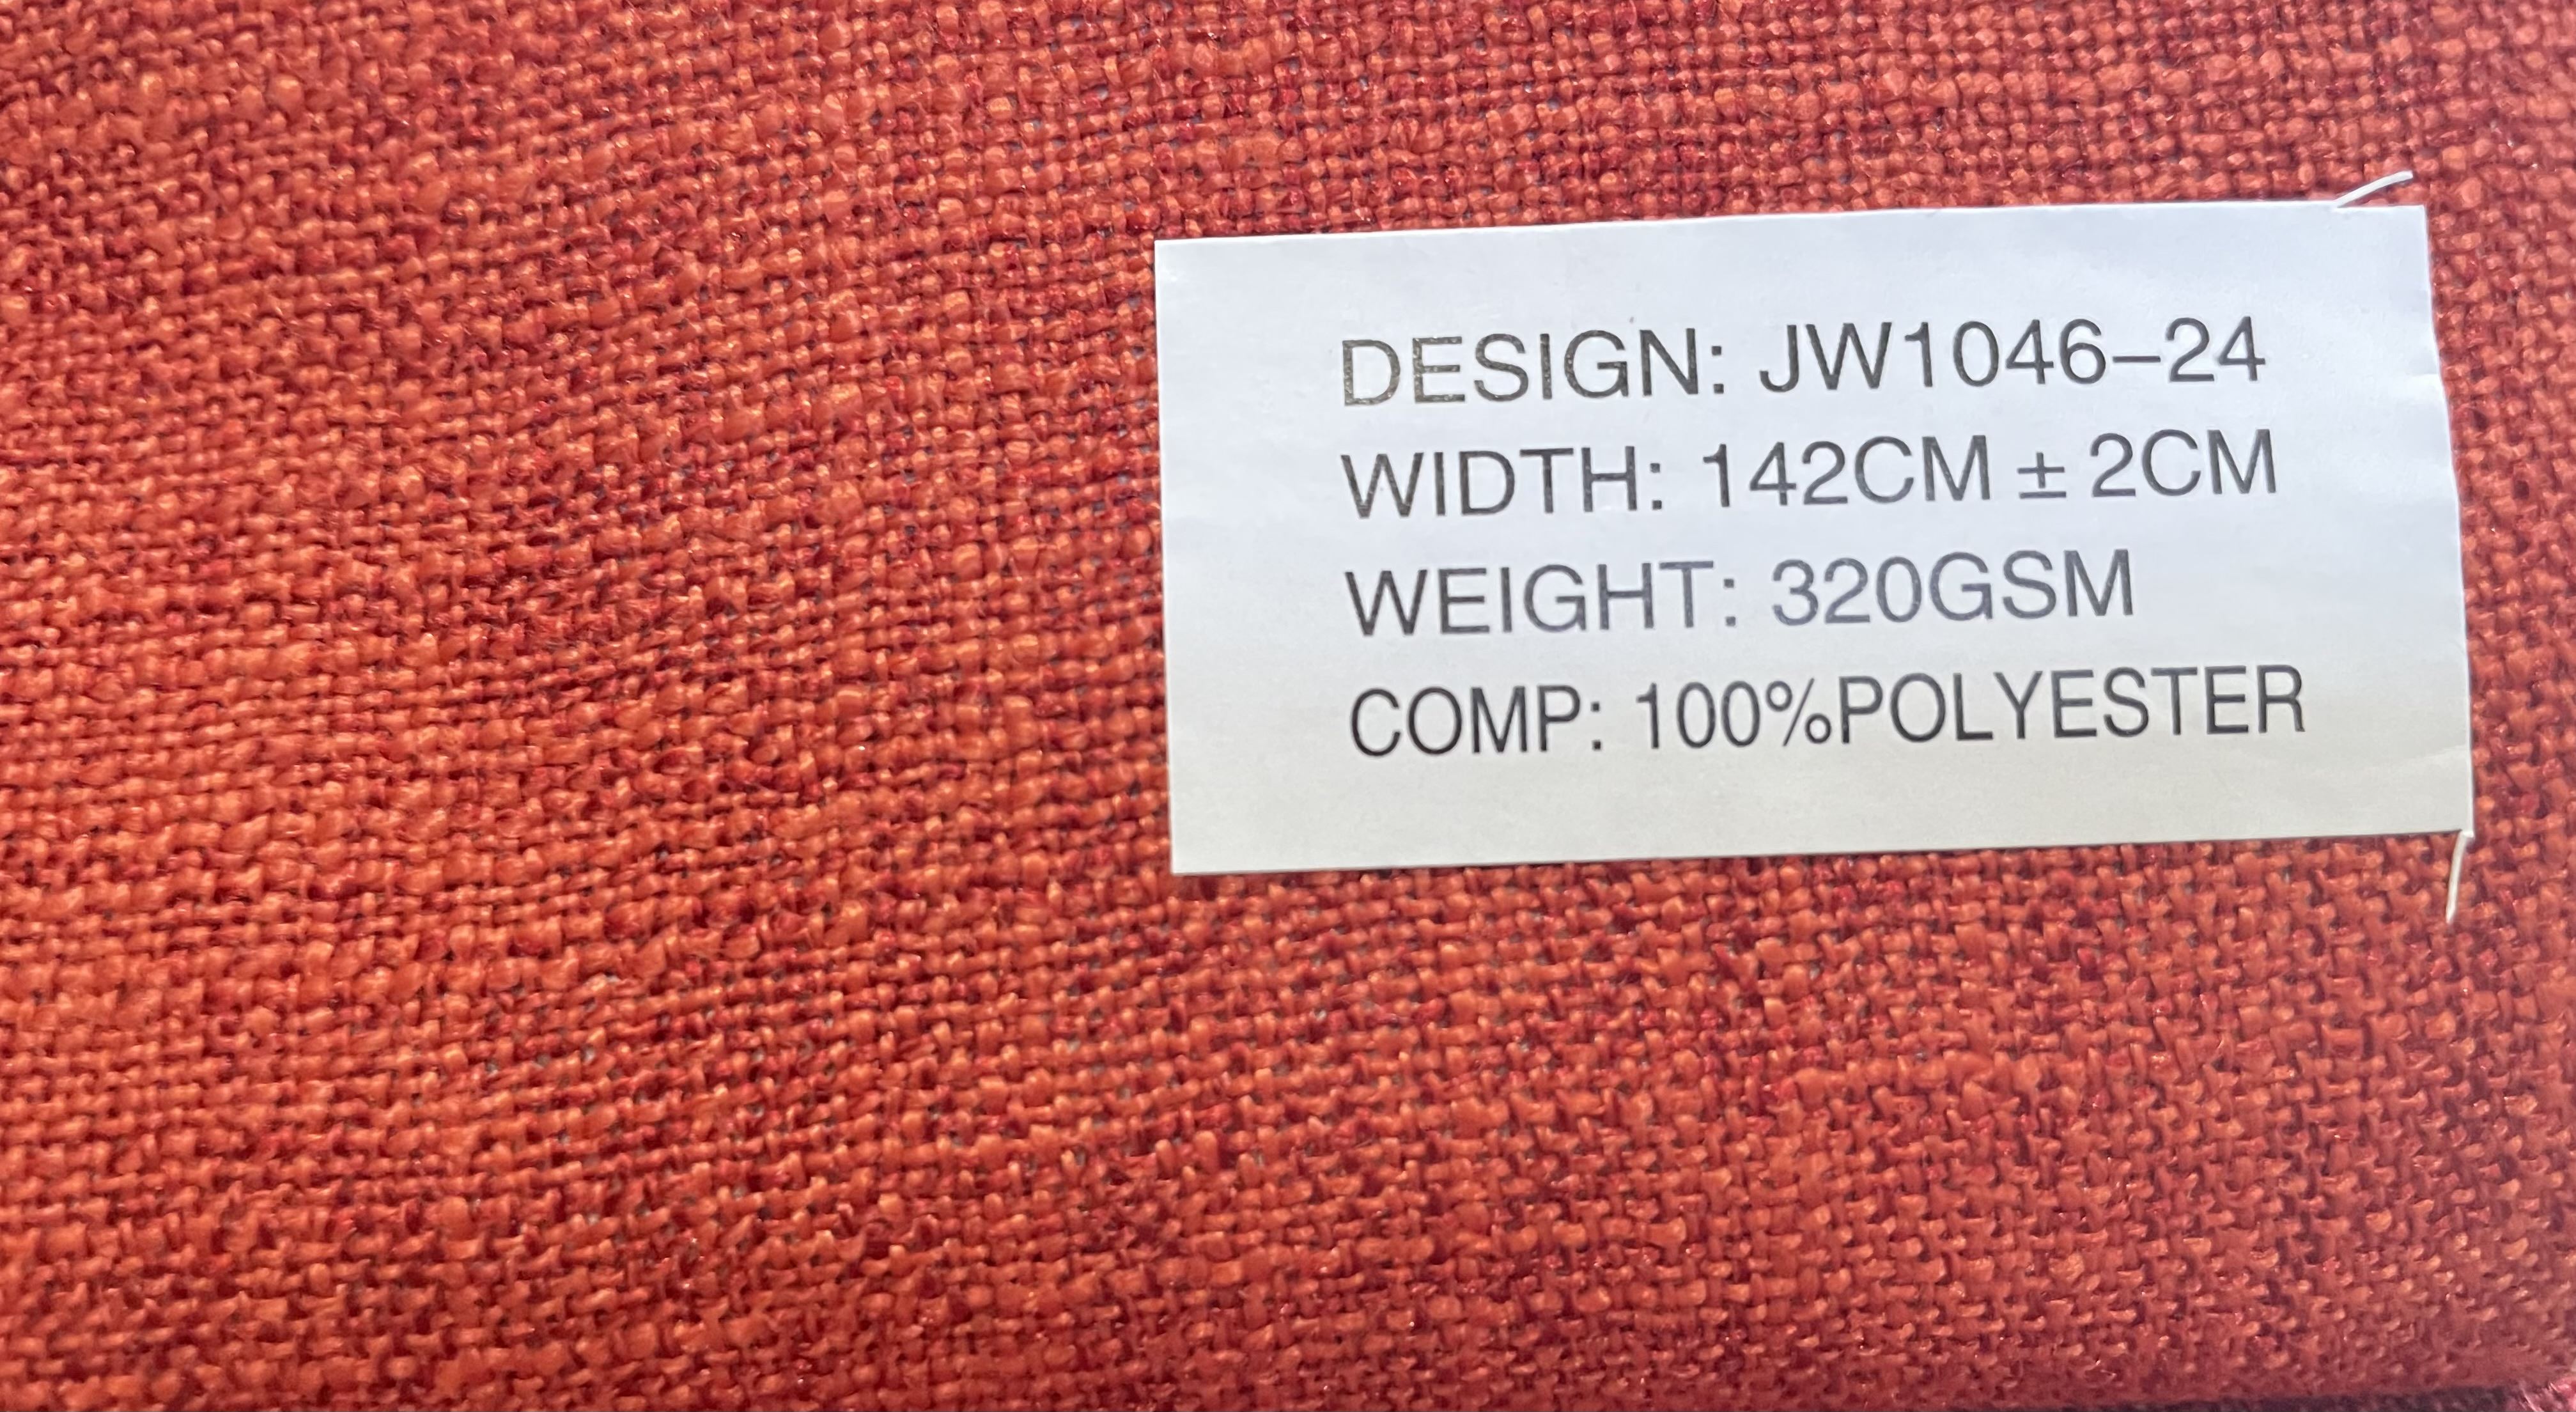 DESIGN: JW1046-24
WIDTH: 142CM ± 2CM
WEIGHT: 320GSM
COMP: 100%POLYESTER